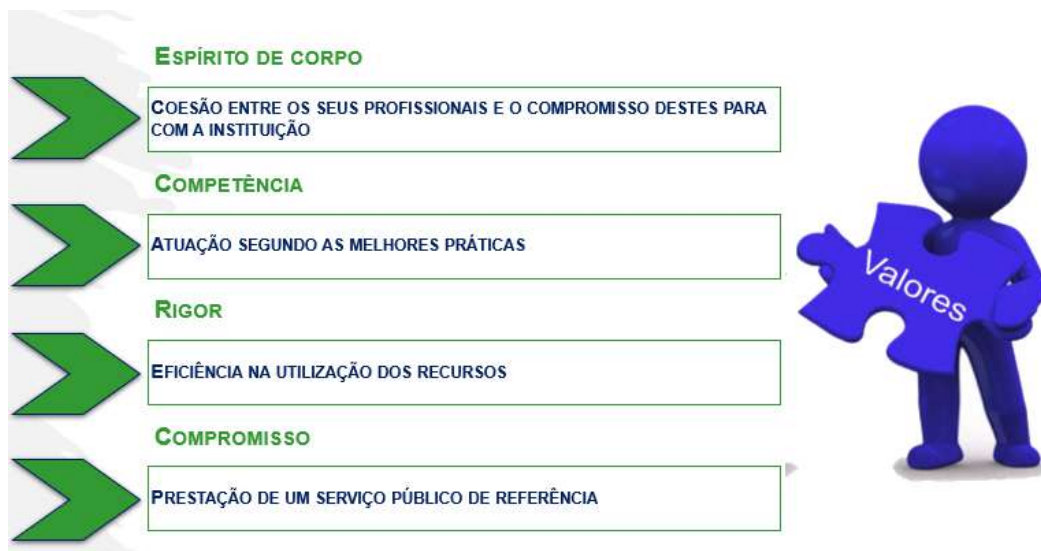 ESPÍRITO DE CORPO
COESÃO ENTRE OS SEUS PROFISSIONAIS E O COMPROMISSO DESTES PARA
COM A INSTITUIÇÃO
COMPETÊNCIA
ATUAÇÃO SEGUNDO AS MELHORES PRÁTICAS
RIGOR
EFICIÊNCIA NA UTILIZAÇÃO DOS RECURSOS
COMPROMISSO
PRESTAÇÃO DE UM SERVIÇO PÚBLICO DE REFERÊNCIA
Valores